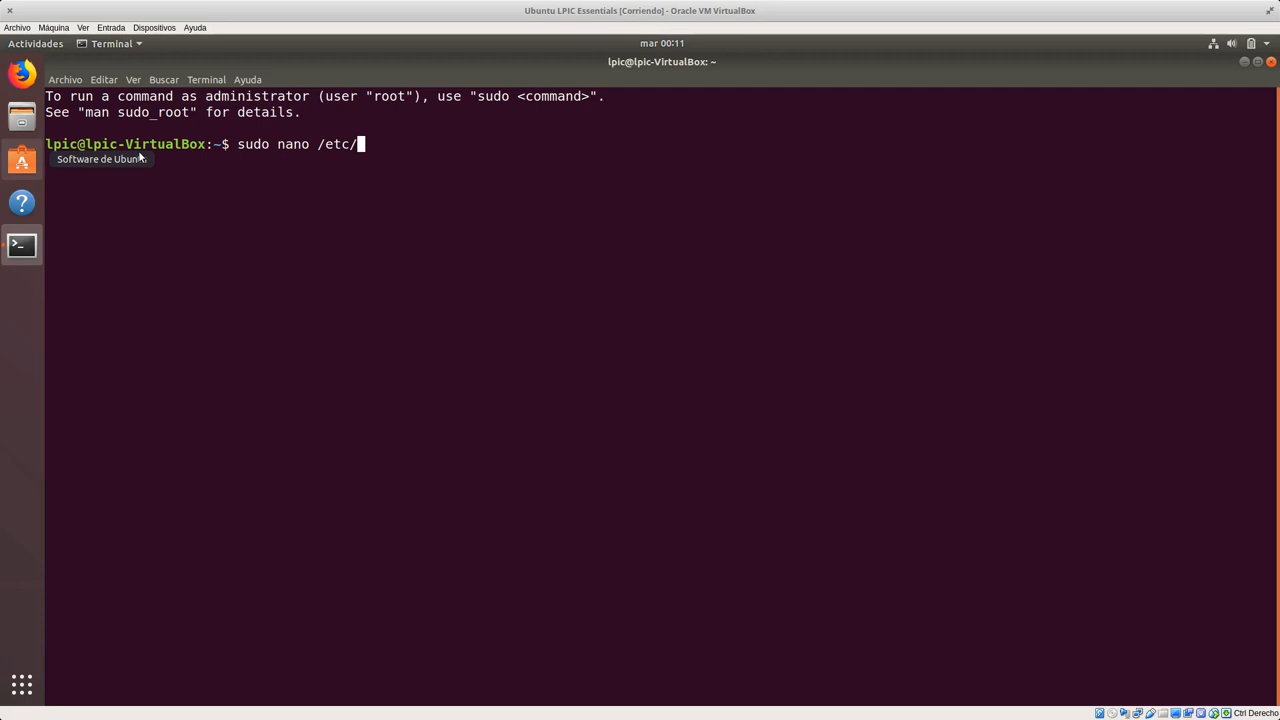 Ubuntu LPIC Essentials [Corriendo] - Oracle VM VirtualBox
Archivo Máquina Ver Entrada Dispositivos Ayuda
Actividades Terminal mar 00:11
lpic@lpic-VirtualBox: ~
Archivo Editar Ver Buscar Terminal Ayuda
To run a command as administrator (user "root"), use "sudo <command>".
See "man sudo_root" for details.
lpic@lpic-VirtualBox:~$ sudo nano /etc/
Software de Ubuntu
Ctrl Derecho